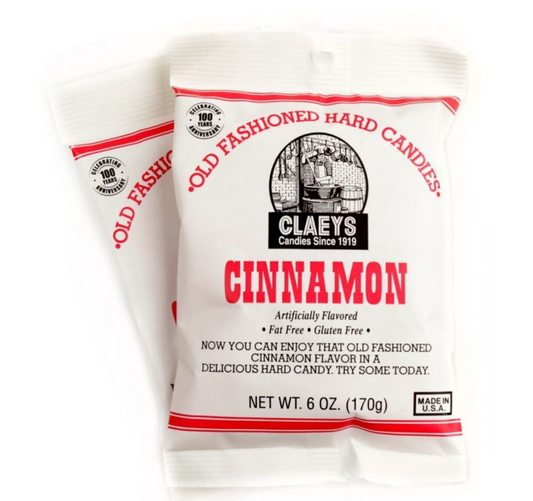 CELEBRATING
100
YEARS
ANNIVERSARY
•OLD FASHIONED HARD CANDIES•
CLAEYS
Candies Since 1919
CINNAMON
Artificially Flavored
• Fat Free • Gluten Free •
NOW YOU CAN ENJOY THAT OLD FASHIONED
CINNAMON FLAVOR IN A
DELICIOUS HARD CANDY. TRY SOME TODAY.
NET WT. 6 OZ. (170g)
MADE IN
U.S.A.
CELEBRATING
100
YEARS
ANNIVERSARY
•OLD FASHIO